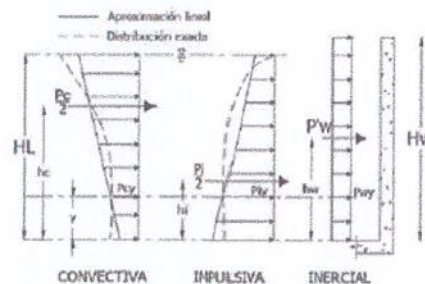 Aproximación lineal
Distribución exacta
Pc
2
P'w
HL
hc
Pcy
y
Pi
2
Piy
hi
hw
Pwy
Hw
CONVECTIVA
INPULSIVA
INERCIAL